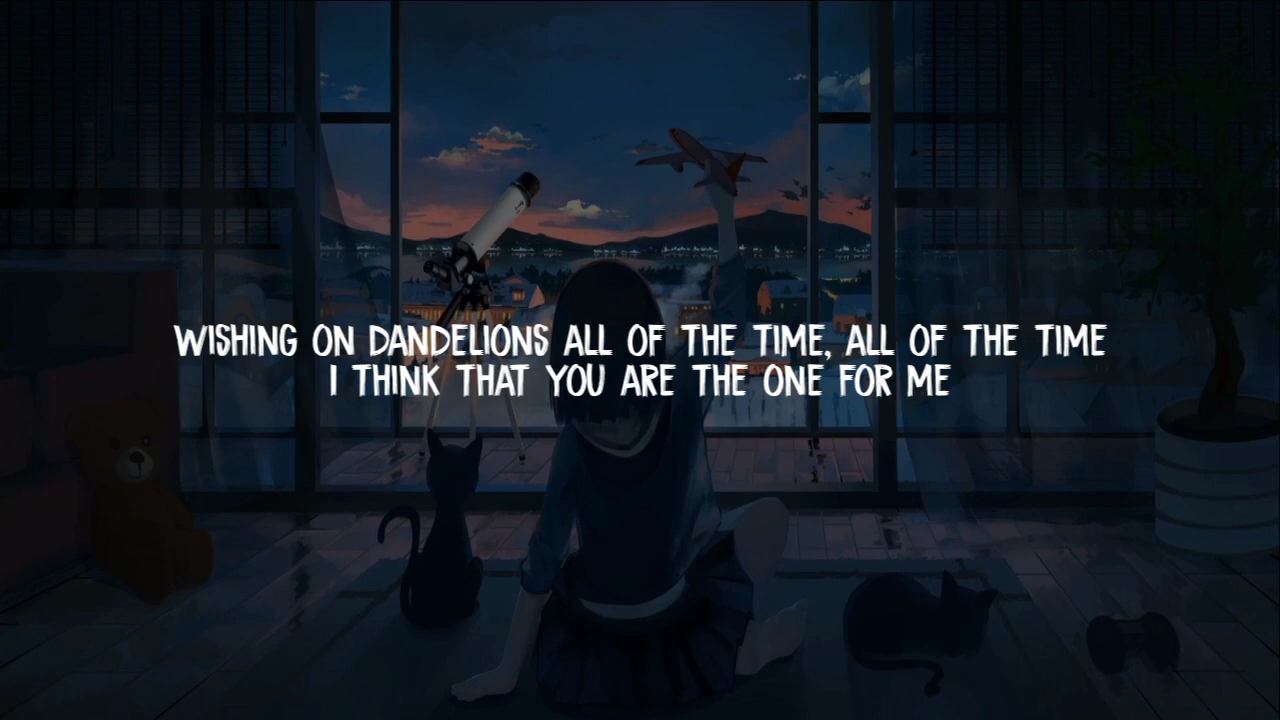 WISHING ON DANDELIONS ALL OF THE TIME, ALL OF THE TIME
I THINK THAT YOU ARE THE ONE FOR ME